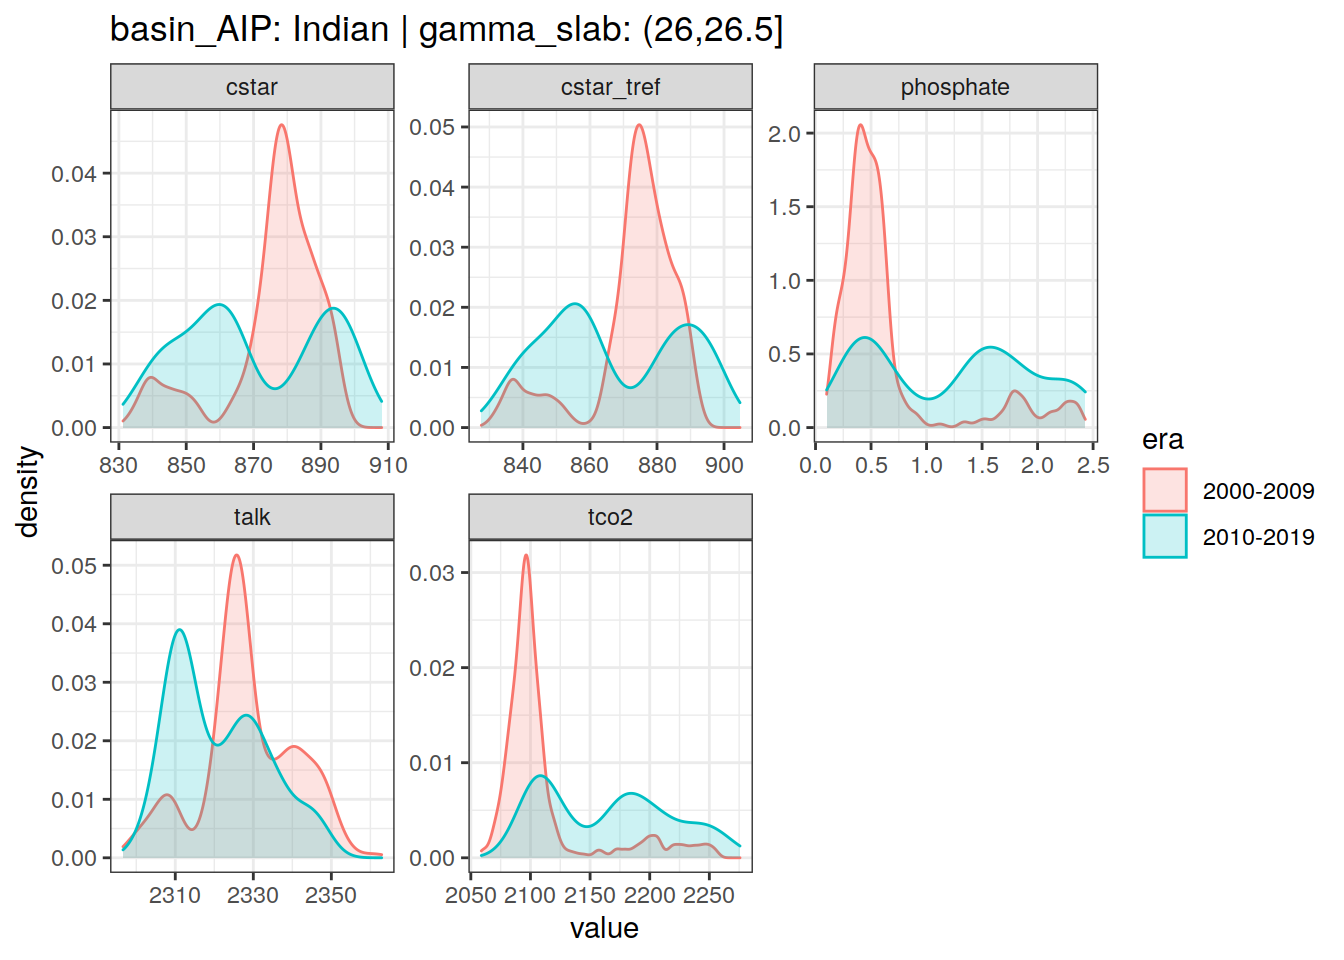 basin_AIP: Indian | gamma_slab: (26,26.5]
cstar
cstar_tref
phosphate
0.04
0.03
0.02
0.01
0.00
830 850 870 890 910
0.05
0.04
0.03
0.02
0.01
0.00
840 860 880 900
2.0
1.5
1.0
0.5
0.0
0.0 0.5 1.0 1.5 2.0 2.5
density
talk
tco2
0.05
0.04
0.03
0.02
0.01
0.00
2310 2330 2350
0.03
0.02
0.01
0.00
2050 2100 2150 2200 2250
value
era
2000-2009
2010-2019